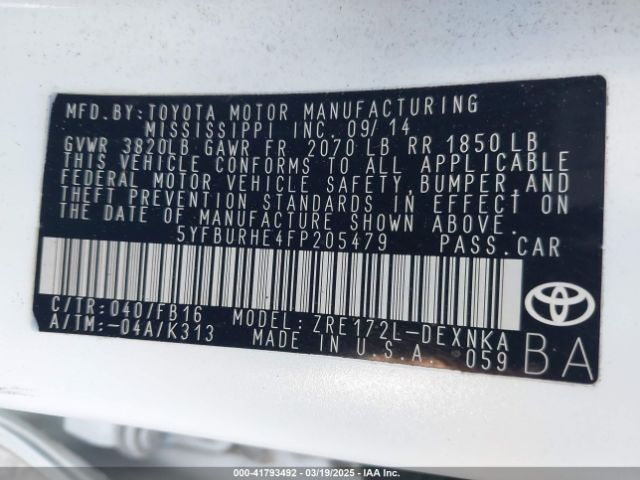 MFD. BY: TOYOTA MOTOR MANUFACTURING
MISSISSIPPI INC. 09/14
GVWR 3820LB GAWR FR 2070 LB RR 1850 LB
THIS VEHICLE CONFORMS TO ALL APPLICABLE
FEDERAL MOTOR VEHICLE SAFETY, BUMPER, AND
THEFT PREVENTION STANDARDS IN EFFECT ON
THE DATE OF MANUFACTURE SHOWN ABOVE.
5YFBURHE4FP205479 PASS. CAR
C/TR: 040/FB16 MODEL: ZRE172L-DEXNKA
A/TM: -04A/K313 MADE IN U.S.A. 059
BA
000-41793492 - 03/19/2025 - IAA Inc.